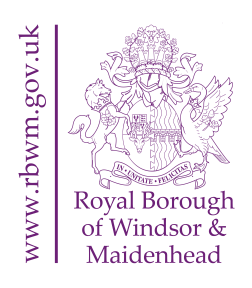 www.rbwm.gov.uk
IN • UNITATE • FELICITAS
Royal Borough
of Windsor &
Maidenhead